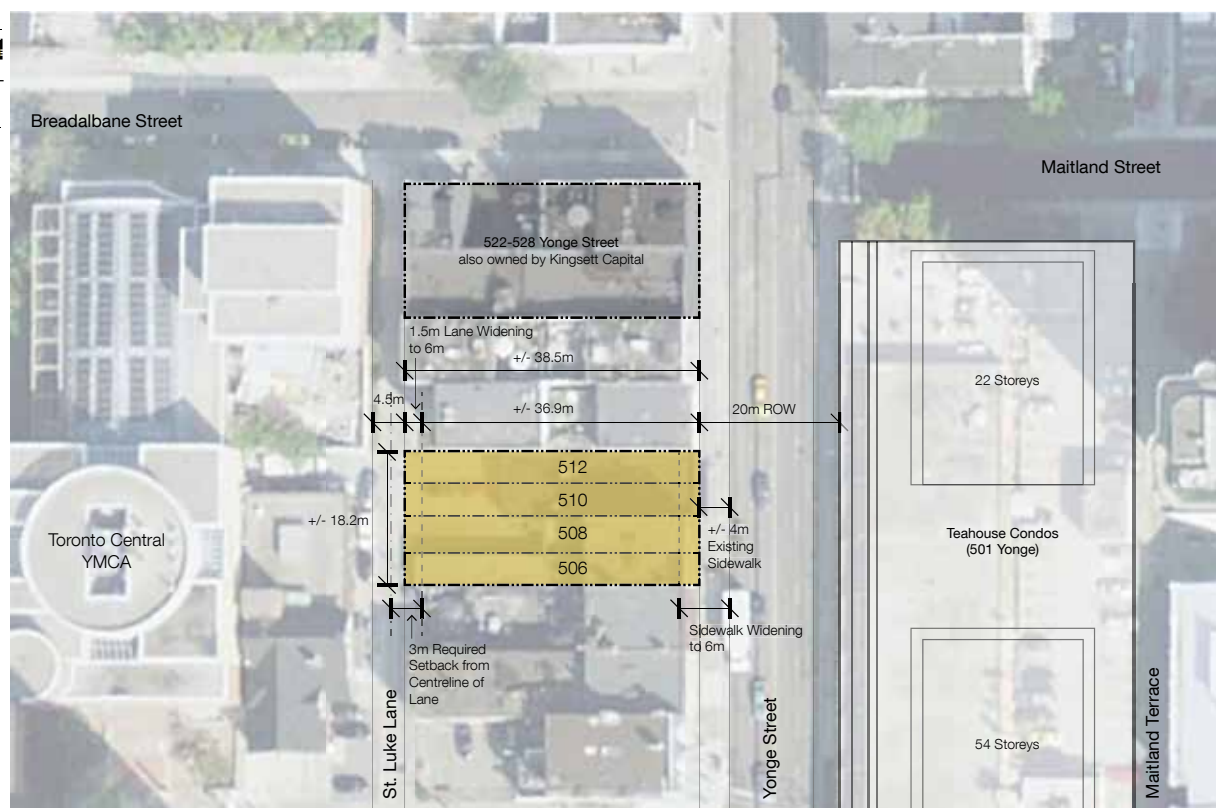 Breadalbane Street
Maitland Street
522-528 Yonge Street
also owned by Kingsett Capital
1.5m Lane Widening
to 6m
+/- 38.5m
4.5m
+/- 36.9m
20m ROW
22 Storeys
512
510
508
506
+/- 18.2m
+/- 4m
Existing
Sidewalk
Toronto Central
YMCA
Teahouse Condos
(501 Yonge)
Sidewalk Widening
to 6m
3m Required
Setback from
Centreline of
Lane
St. Luke Lane
Yonge Street
54 Storeys
Maitland Terrace